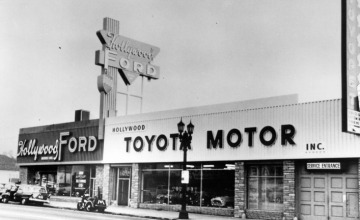 Hollywood
FORD
Hollywood FORD
HOLLYWOOD
TOYOTA MOTOR INC.
SERVICE ENTRANCE